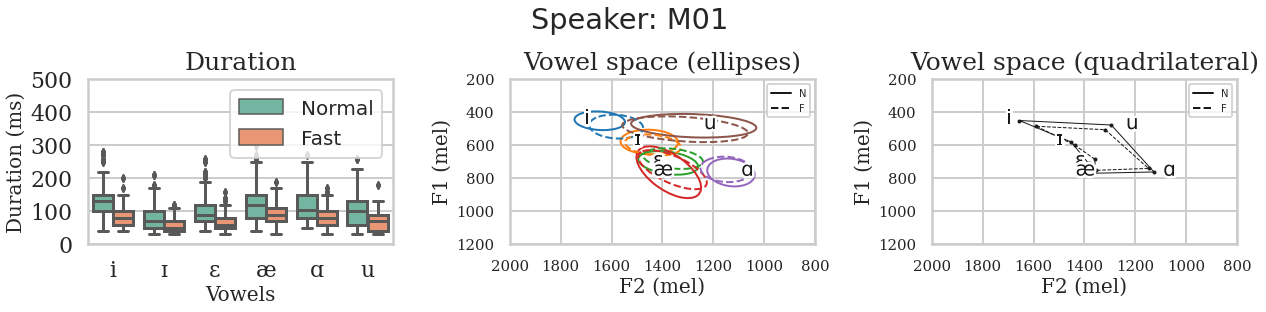 Speaker: M01
Duration
500
400
300
200
100
0
Duration (ms)
Normal
Fast
i ɪ ɛ æ ɑ u
Vowels
Vowel space (ellipses)
200
400
600
800
1000
1200
F1 (mel)
N
F
i
u
ɪ
ɛ
æ
ɑ
2000 1800 1600 1400 1200 1000 800
F2 (mel)
Vowel space (quadrilateral)
200
400
600
800
1000
1200
F1 (mel)
N
F
i
u
ɪ
ɛ
æ
ɑ
2000 1800 1600 1400 1200 1000 800
F2 (mel)